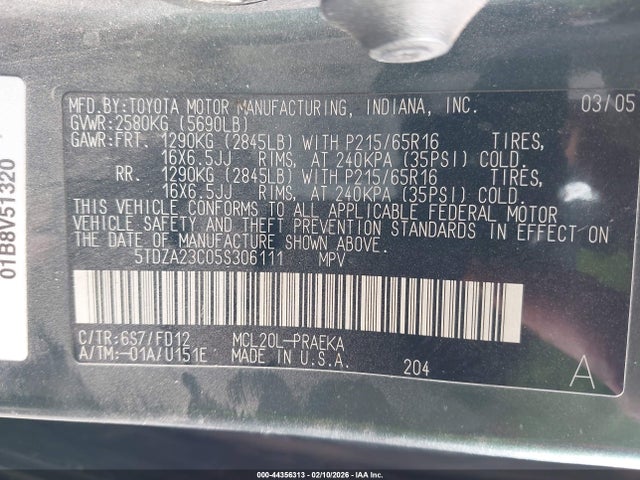 MFD.BY:TOYOTA MOTOR MANUFACTURING, INDIANA, INC. 03/05
GVWR:2580KG (5690LB)
GAWR:FRT. 1290KG (2845LB) WITH P215/65R16 TIRES,
16X6.5JJ RIMS, AT 240KPA (35PSI) COLD.
RR. 1290KG (2845LB) WITH P215/65R16 TIRES,
16X6.5JJ RIMS, AT 240KPA (35PSI) COLD.
THIS VEHICLE CONFORMS TO ALL APPLICABLE FEDERAL MOTOR
VEHICLE SAFETY AND THEFT PREVENTION STANDARDS IN EFFECT ON
THE DATE OF MANUFACTURE SHOWN ABOVE.
5TDZA23C05S306111 MPV
C/TR:6S7/FD12 MCL20L-PRAEKA
A/TM:-01A/U151E MADE IN U.S.A. 204 A
01B8V51320
000-44356313 - 02/10/2026 - IAA Inc.